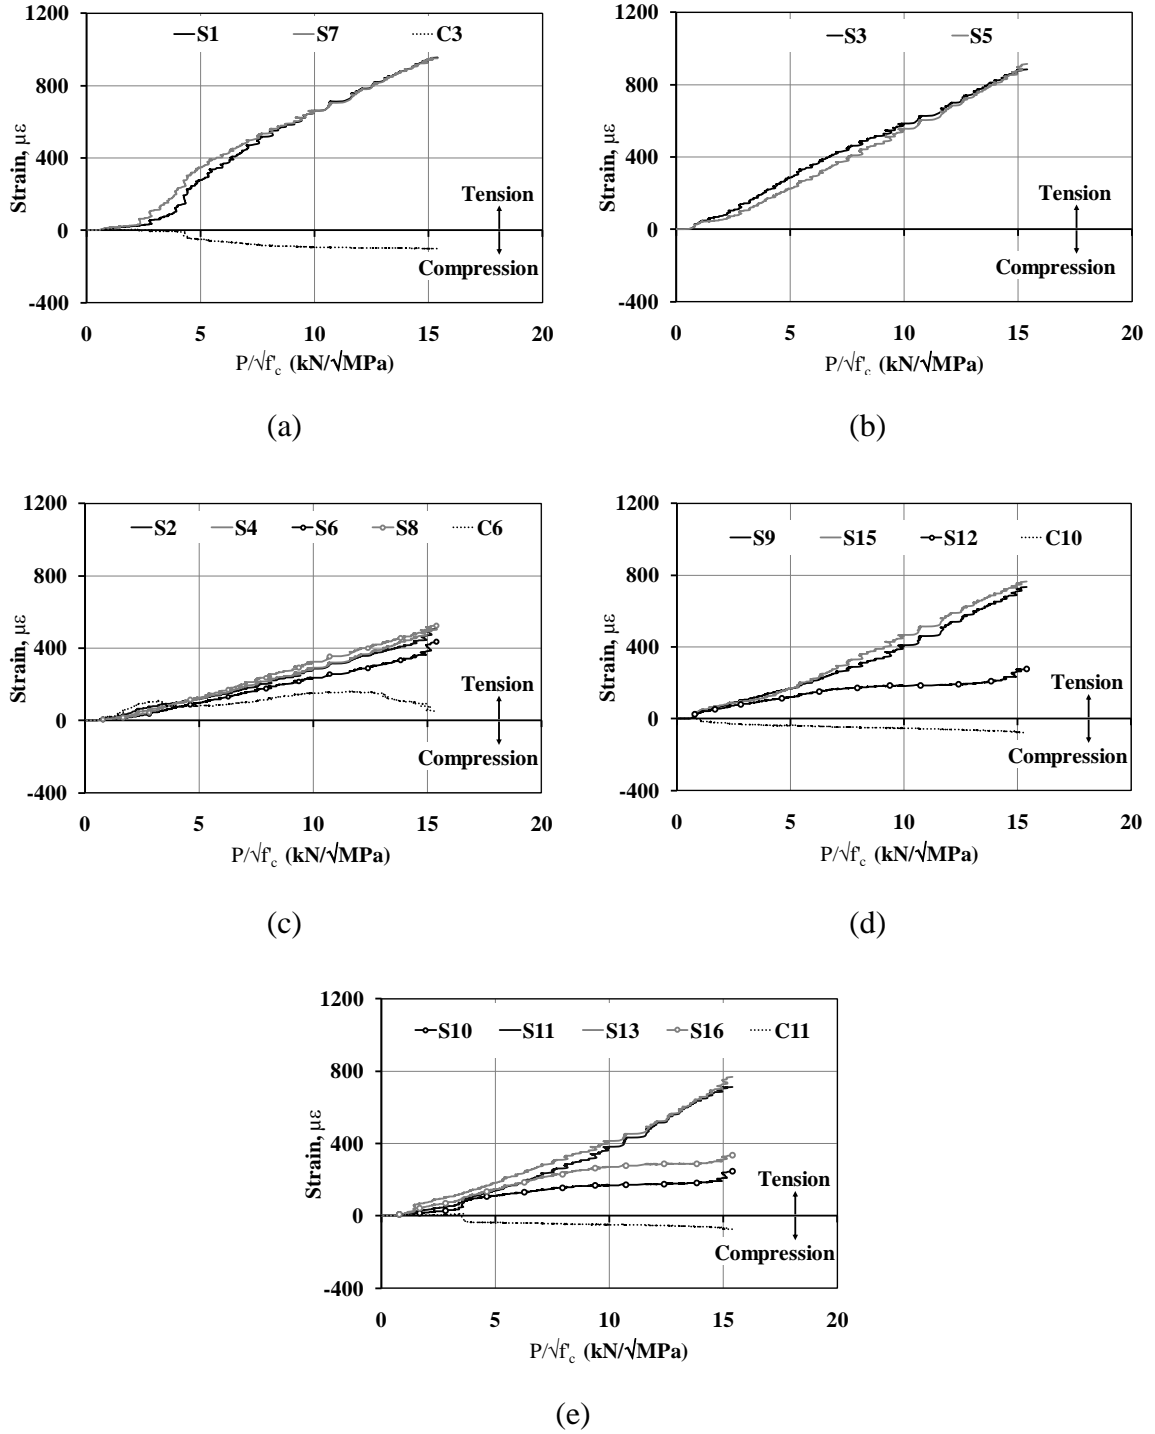 1200
S1 S7 C3
800
400
0
-400
Strain, µε
Tension
Compression
0 5 10 15 20
P/√f'c (kN/√MPa)
(a)
1200
S3 S5
800
400
0
-400
Strain, µε
Tension
Compression
0 5 10 15 20
P/√f'c (kN/√MPa)
(b)
1200
S2 S4 S6 S8 C6
800
400
0
-400
Strain, µε
Tension
Compression
0 5 10 15 20
P/√f'c (kN/√MPa)
(c)
1200
S9 S15 S12 C10
800
400
0
-400
Strain, µε
Tension
Compression
0 5 10 15 20
P/√f'c (kN/√MPa)
(d)
1200
S10 S11 S13 S16 C11
800
400
0
-400
Strain, µε
Tension
Compression
0 5 10 15 20
P/√f'c (kN/√MPa)
(e)